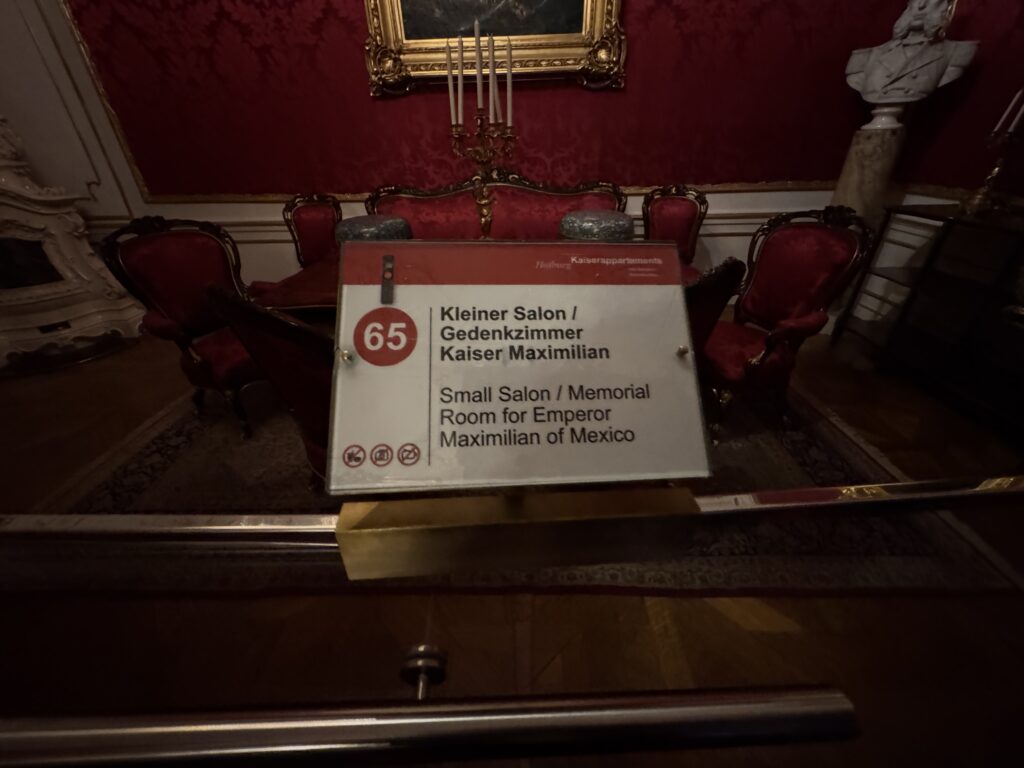 Hofburg Kaiserappartements
65
Kleiner Salon /
Gedenkzimmer
Kaiser Maximilian
Small Salon / Memorial
Room for Emperor
Maximilian of Mexico